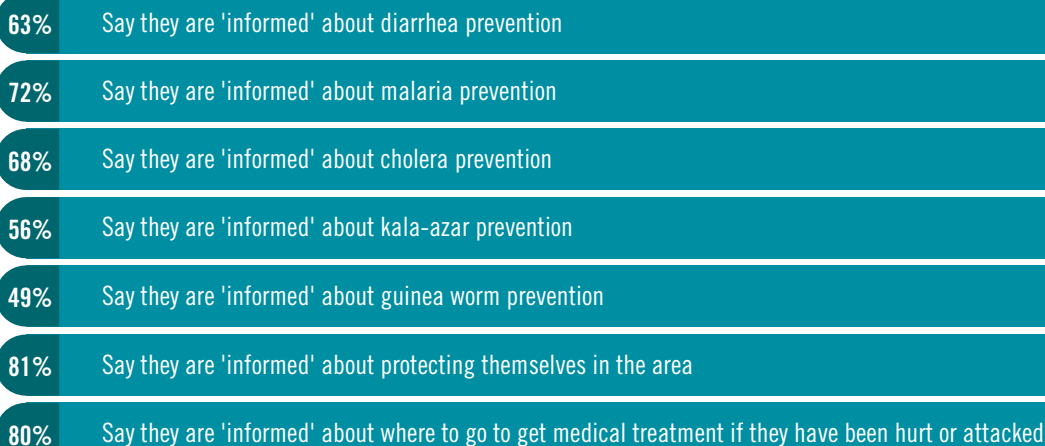 63% Say they are 'informed' about diarrhea prevention
72% Say they are 'informed' about malaria prevention
68% Say they are 'informed' about cholera prevention
56% Say they are 'informed' about kala-azar prevention
49% Say they are 'informed' about guinea worm prevention
81% Say they are 'informed' about protecting themselves in the area
80% Say they are 'informed' about where to go to get medical treatment if they have been hurt or attacked